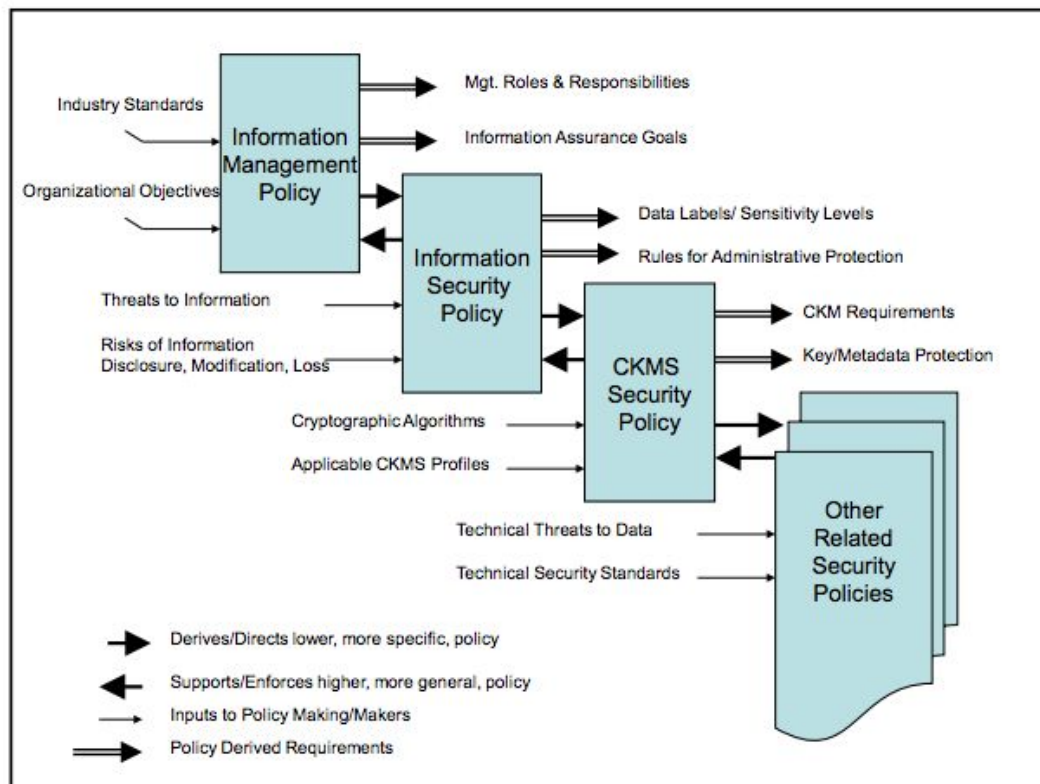 Mgt. Roles & Responsibilities
Industry Standards
Information
Management
Policy
Information Assurance Goals
Organizational Objectives
Data Labels/ Sensitivity Levels
Rules for Administrative Protection
Information
Security
Policy
Threats to Information
Risks of Information
Disclosure, Modification, Loss
CKM Requirements
Key/Metadata Protection
CKMS
Security
Policy
Cryptographic Algorithms
Applicable CKMS Profiles
Other
Related
Security
Policies
Technical Threats to Data
Technical Security Standards
Derives/Directs lower, more specific, policy
Supports/Enforces higher, more general, policy
Inputs to Policy Making/Makers
Policy Derived Requirements